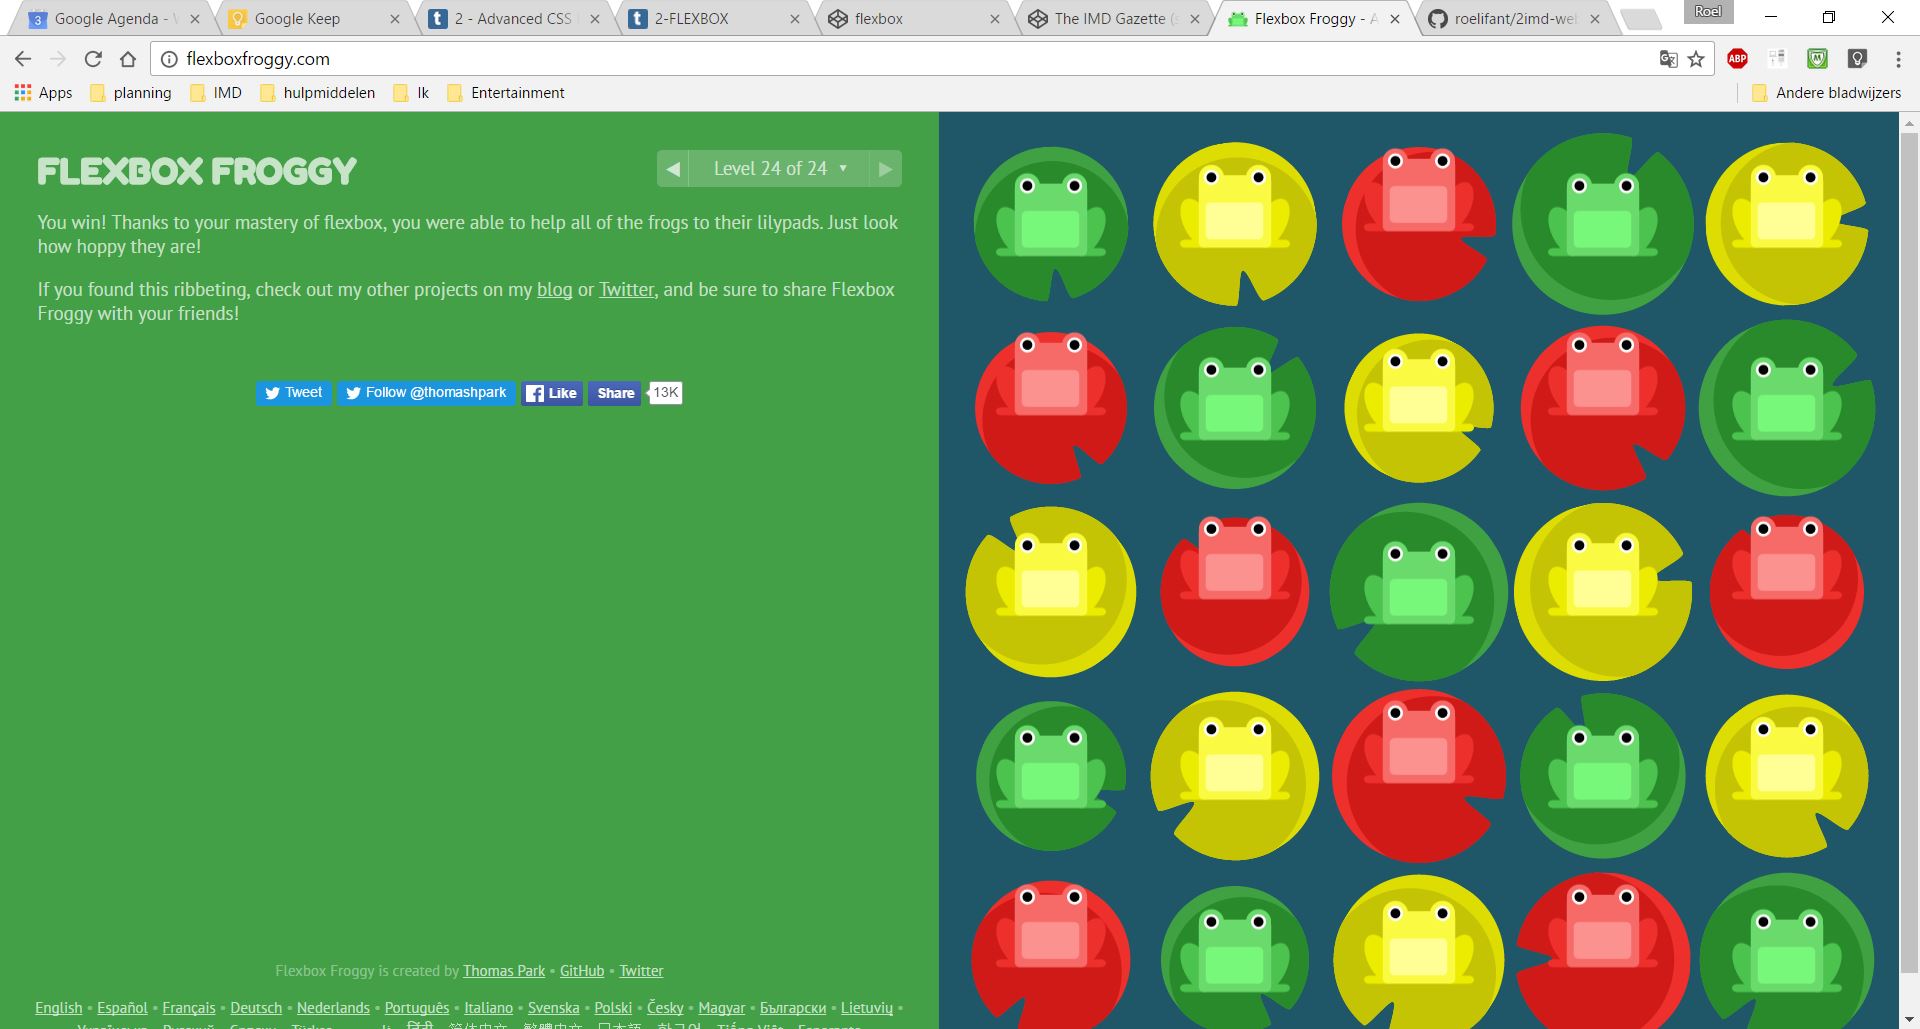 Google Agenda - W
Google Keep
2 - Advanced CSS
2-FLEXBOX
flexbox
The IMD Gazette (
Flexbox Froggy - A
roelifant/2imd-we
Roel
flexboxfroggy.com
ABP
Apps
planning
IMD
hulpmiddelen
Ik
Entertainment
Andere bladwijzers
FLEXBOX FROGGY
Level 24 of 24
You win! Thanks to your mastery of flexbox, you were able to help all of the frogs to their lilypads. Just look
how hoppy they are!
If you found this ribbeting, check out my other projects on my blog or Twitter, and be sure to share Flexbox
Froggy with your friends!
Tweet
Follow @thomashpark
Like
Share
13K
Flexbox Froggy is created by Thomas Park • GitHub • Twitter
English • Español • Français • Deutsch • Nederlands • Português • Italiano • Svenska • Polski • Česky • Magyar • Български • Lietuvių •